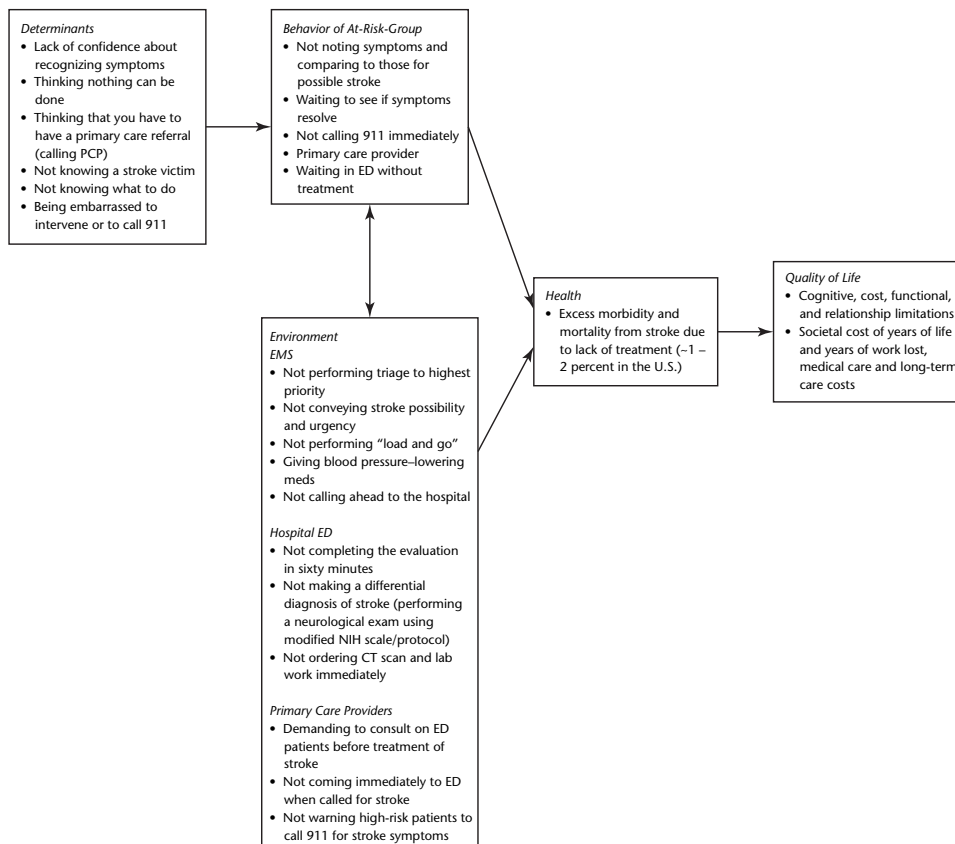 Determinants
• Lack of confidence about
recognizing symptoms
• Thinking nothing can be
done
• Thinking that you have to
have a primary care referral
(calling PCP)
• Not knowing a stroke victim
• Not knowing what to do
• Being embarrassed to
intervene or to call 911
Behavior of At-Risk-Group
• Not noting symptoms and
comparing to those for
possible stroke
• Waiting to see if symptoms
resolve
• Not calling 911 immediately
• Primary care provider
• Waiting in ED without
treatment
Environment
EMS
• Not performing triage to highest
priority
• Not conveying stroke possibility
and urgency
• Not performing “load and go”
• Giving blood pressure–lowering
meds
• Not calling ahead to the hospital
Hospital ED
• Not completing the evaluation
in sixty minutes
• Not making a differential
diagnosis of stroke (performing
a neurological exam using
modified NIH scale/protocol)
• Not ordering CT scan and lab
work immediately
Primary Care Providers
• Demanding to consult on ED
patients before treatment of
stroke
• Not coming immediately to ED
when called for stroke
• Not warning high-risk patients to
call 911 for stroke symptoms
Health
• Excess morbidity and
mortality from stroke due
to lack of treatment (~1 –
2 percent in the U.S.)
Quality of Life
• Cognitive, cost, functional,
and relationship limitations
• Societal cost of years of life
and years of work lost,
medical care and long-term
care costs